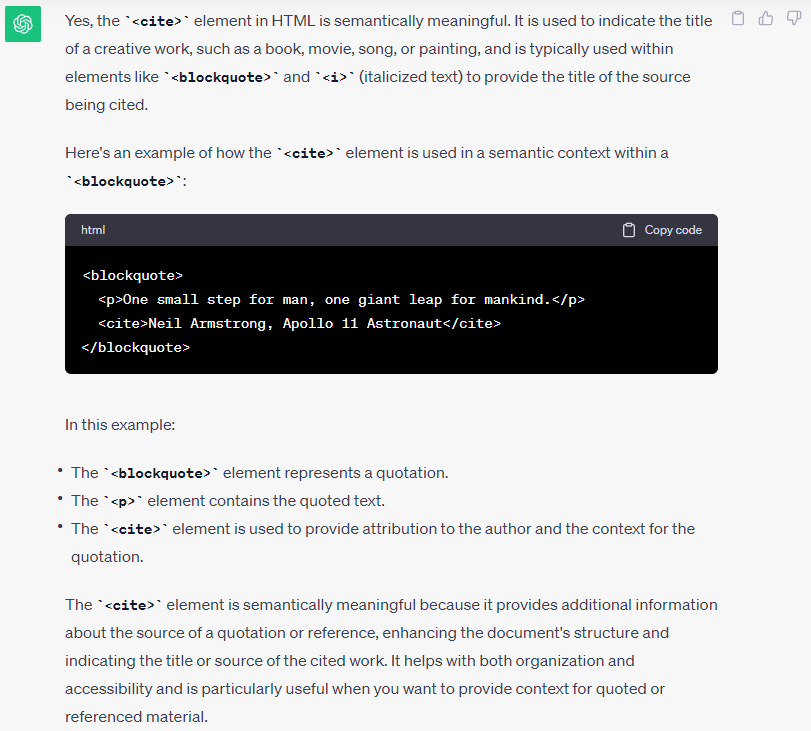 Yes, the `<cite>` element in HTML is semantically meaningful. It is used to indicate the title
of a creative work, such as a book, movie, song, or painting, and is typically used within
elements like `<blockquote>` and `<i>` (italicized text) to provide the title of the source
being cited.
Here's an example of how the `<cite>` element is used in a semantic context within a
`<blockquote>`:
html Copy code
<blockquote>
  <p>One small step for man, one giant leap for mankind.</p>
  <cite>Neil Armstrong, Apollo 11 Astronaut</cite>
</blockquote>
In this example:
• The `<blockquote>` element represents a quotation.
• The `<p>` element contains the quoted text.
• The `<cite>` element is used to provide attribution to the author and the context for the
quotation.
The `<cite>` element is semantically meaningful because it provides additional information
about the source of a quotation or reference, enhancing the document's structure and
indicating the title or source of the cited work. It helps with both organization and
accessibility and is particularly useful when you want to provide context for quoted or
referenced material.